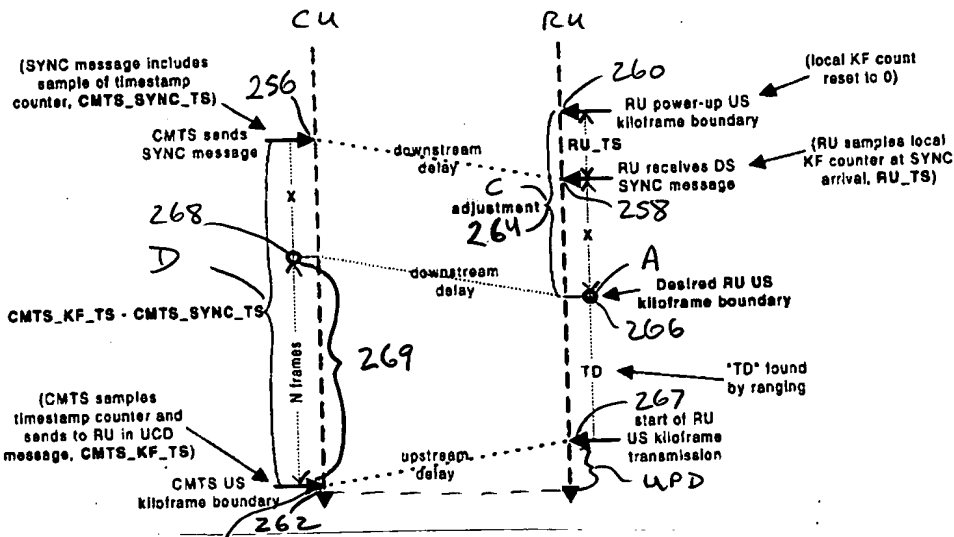 CU
RU
(SYNC message includes
sample of timestamp
counter, CMTS_SYNC_TS)
256
CMTS sends
SYNC message
260
(local KF count
reset to 0)
RU power-up US
kiloframe boundary
RU_TS
downstream
delay
RU receives DS
SYNC message
(RU samples local
KF counter at SYNC
arrival, RU_TS)
C
adjustment
264
258
X
X
268
D
downstream
delay
A
Desired RU US
kiloframe boundary
266
CMTS_KF_TS - CMTS_SYNC_TS
N frames
269
TD
"TD" found
by ranging
267
(CMTS samples
timestamp counter and
sends to RU in UCD
message, CMTS_KF_TS)
start of RU
US kiloframe
transmission
upstream
delay
CMTS US
kiloframe boundary
UPD
262